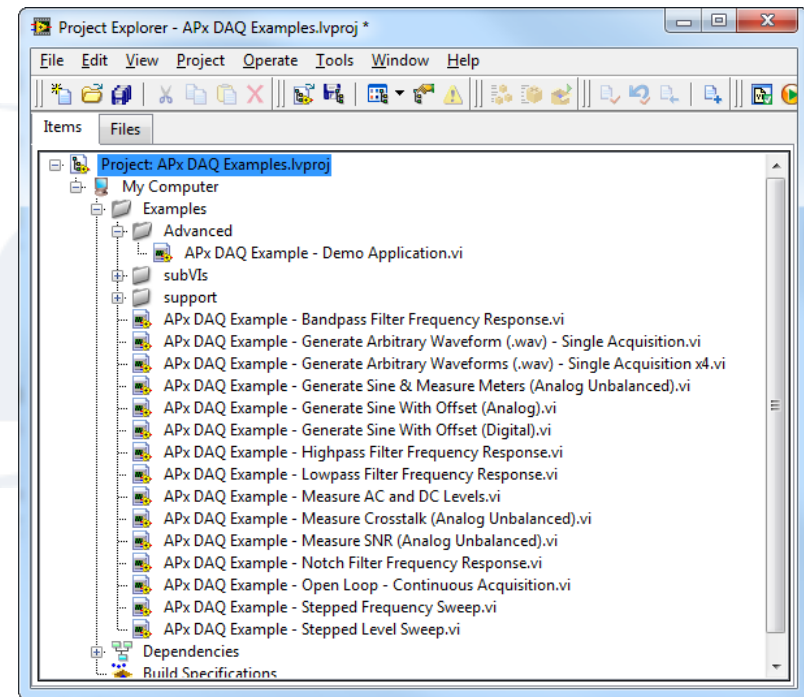 Project Explorer - APx DAQ Examples.lvproj *
File Edit View Project Operate Tools Window Help
Items Files
Project: APx DAQ Examples.lvproj
My Computer
Examples
Advanced
APx DAQ Example - Demo Application.vi
subVIs
support
APx DAQ Example - Bandpass Filter Frequency Response.vi
APx DAQ Example - Generate Arbitrary Waveform (.wav) - Single Acquisition.vi
APx DAQ Example - Generate Arbitrary Waveforms (.wav) - Single Acquisition x4.vi
APx DAQ Example - Generate Sine & Measure Meters (Analog Unbalanced).vi
APx DAQ Example - Generate Sine With Offset (Analog).vi
APx DAQ Example - Generate Sine With Offset (Digital).vi
APx DAQ Example - Highpass Filter Frequency Response.vi
APx DAQ Example - Lowpass Filter Frequency Response.vi
APx DAQ Example - Measure AC and DC Levels.vi
APx DAQ Example - Measure Crosstalk (Analog Unbalanced).vi
APx DAQ Example - Measure SNR (Analog Unbalanced).vi
APx DAQ Example - Notch Filter Frequency Response.vi
APx DAQ Example - Open Loop - Continuous Acquisition.vi
APx DAQ Example - Stepped Frequency Sweep.vi
APx DAQ Example - Stepped Level Sweep.vi
Dependencies
Build Specifications